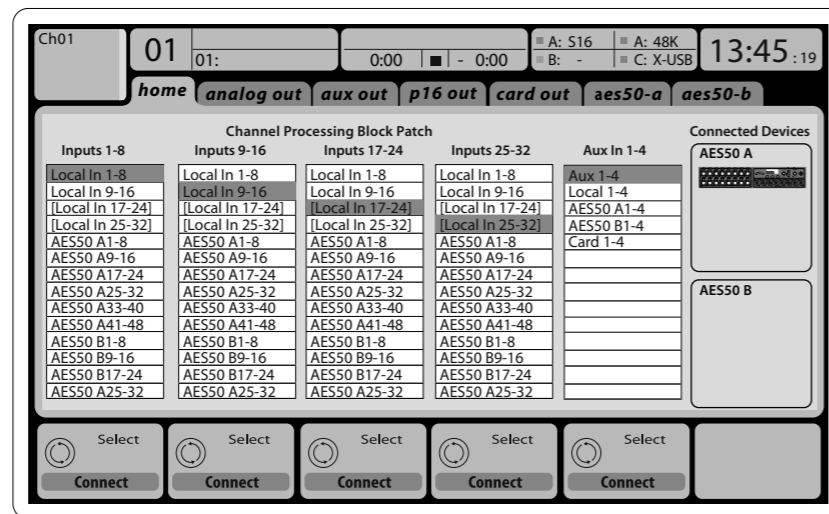 Ch01
01
01:
0:00
- 0:00
A: S16
B: -
A: 48K
C: X-USB
13:45 :19
home
analog out
aux out
p16 out
card out
aes50-a
aes50-b
Channel Processing Block Patch
Connected Devices
Inputs 1-8
Local In 1-8
Local In 9-16
[Local In 17-24]
[Local In 25-32]
AES50 A1-8
AES50 A9-16
AES50 A17-24
AES50 A25-32
AES50 A33-40
AES50 A41-48
AES50 B1-8
AES50 B9-16
AES50 B17-24
AES50 A25-32
Inputs 9-16
Local In 1-8
Local In 9-16
[Local In 17-24]
[Local In 25-32]
AES50 A1-8
AES50 A9-16
AES50 A17-24
AES50 A25-32
AES50 A33-40
AES50 A41-48
AES50 B1-8
AES50 B9-16
AES50 B17-24
AES50 A25-32
Inputs 17-24
Local In 1-8
Local In 9-16
[Local In 17-24]
[Local In 25-32]
AES50 A1-8
AES50 A9-16
AES50 A17-24
AES50 A25-32
AES50 A33-40
AES50 A41-48
AES50 B1-8
AES50 B9-16
AES50 B17-24
AES50 A25-32
Inputs 25-32
Local In 1-8
Local In 9-16
[Local In 17-24]
[Local In 25-32]
AES50 A1-8
AES50 A9-16
AES50 A17-24
AES50 A25-32
AES50 A33-40
AES50 A41-48
AES50 B1-8
AES50 B9-16
AES50 B17-24
AES50 A25-32
Aux In 1-4
Aux 1-4
Local 1-4
AES50 A1-4
AES50 B1-4
Card 1-4
AES50 A
AES50 B
Select
Connect
Select
Connect
Select
Connect
Select
Connect
Select
Connect